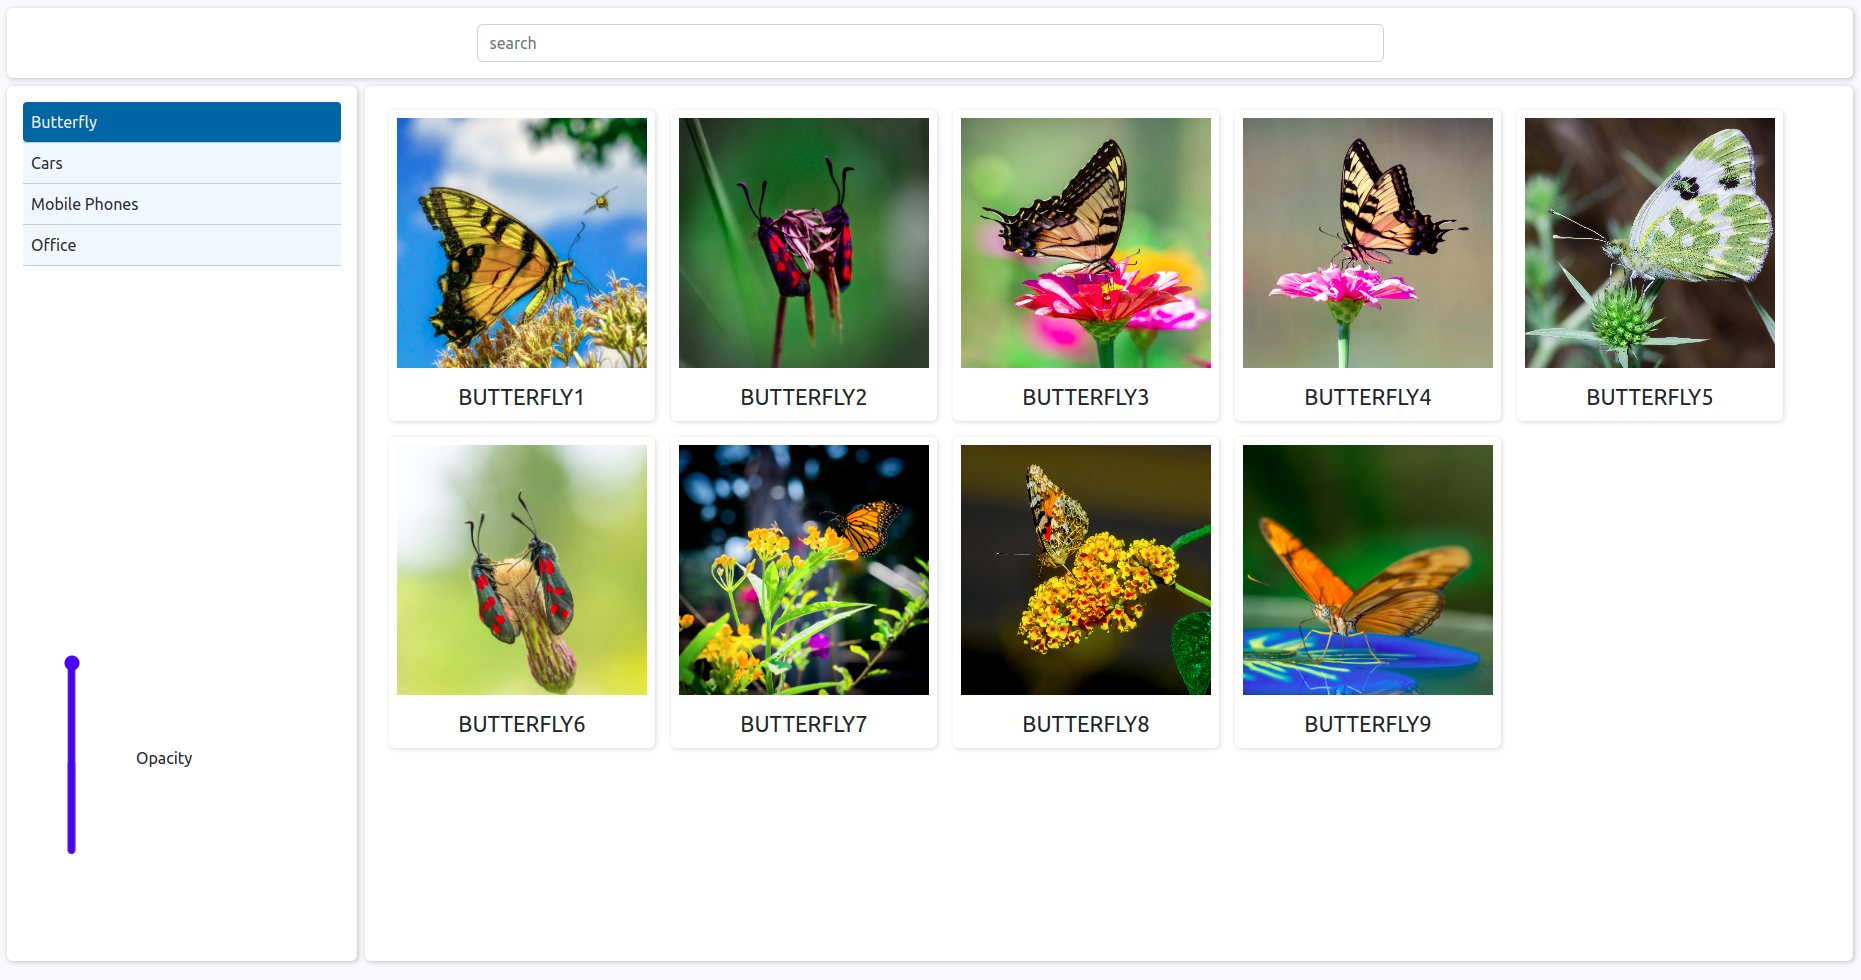 search
Butterfly
Cars
Mobile Phones
Office
Opacity
BUTTERFLY1
BUTTERFLY2
BUTTERFLY3
BUTTERFLY4
BUTTERFLY5
BUTTERFLY6
BUTTERFLY7
BUTTERFLY8
BUTTERFLY9